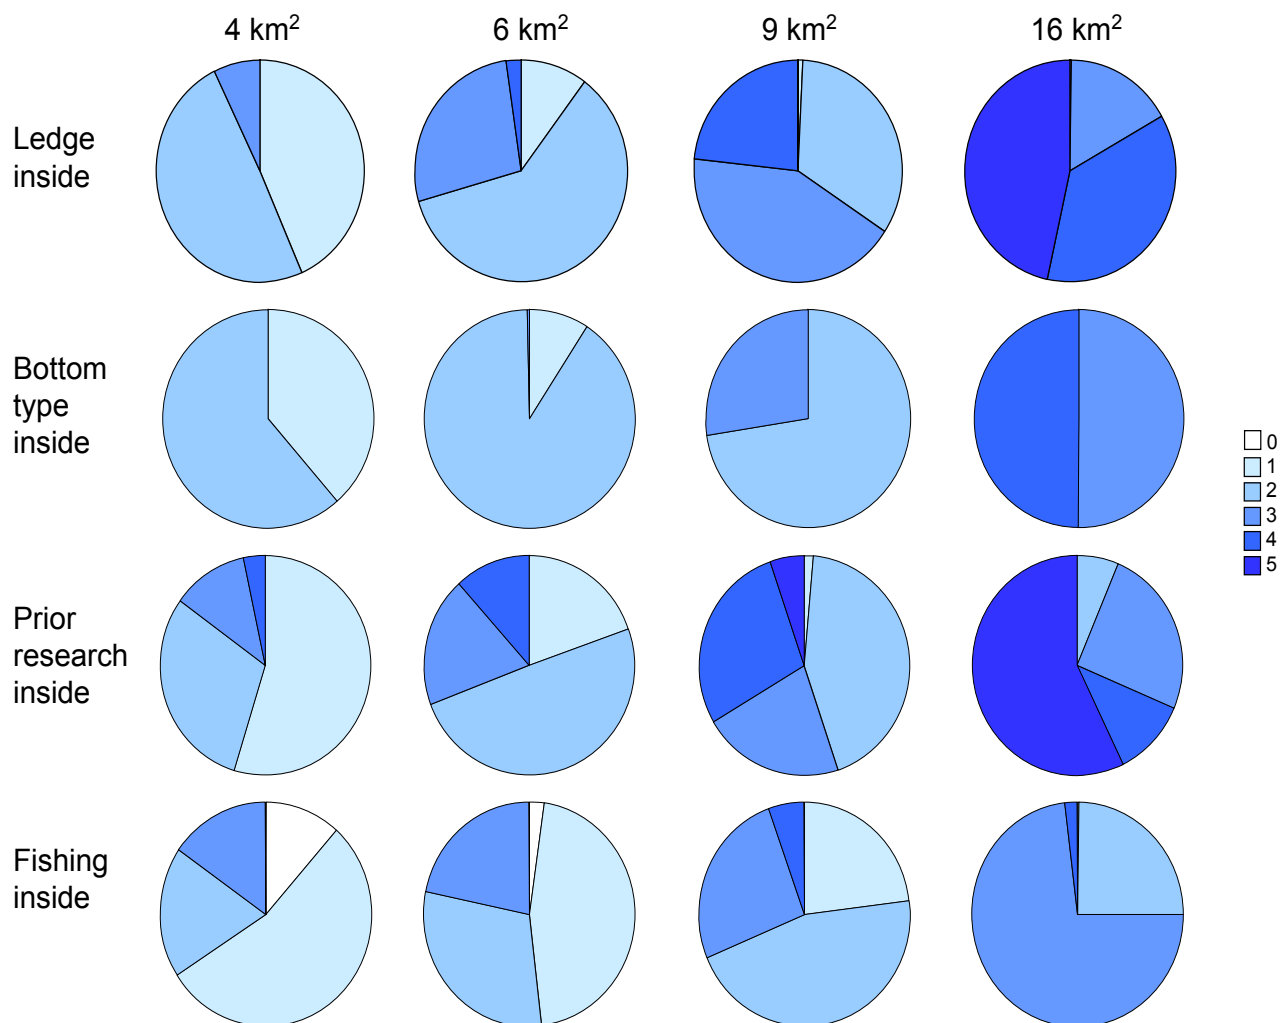 4 km²
6 km²
9 km²
16 km²
Ledge
inside
Bottom
type
inside
Prior
research
inside
Fishing
inside
0
1
2
3
4
5